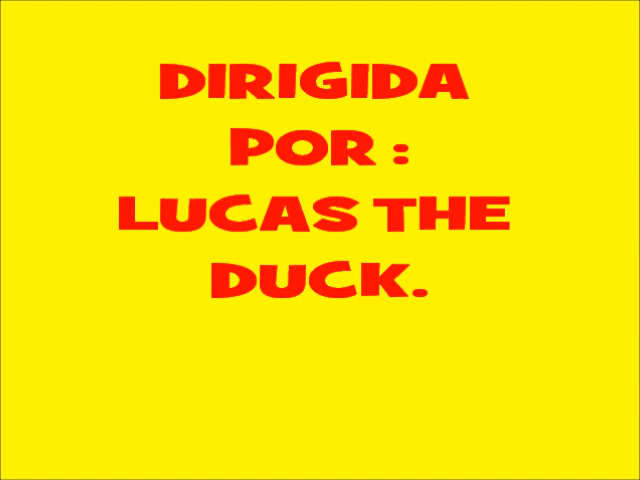 DIRIGIDA
POR :
LUCAS THE
DUCK.